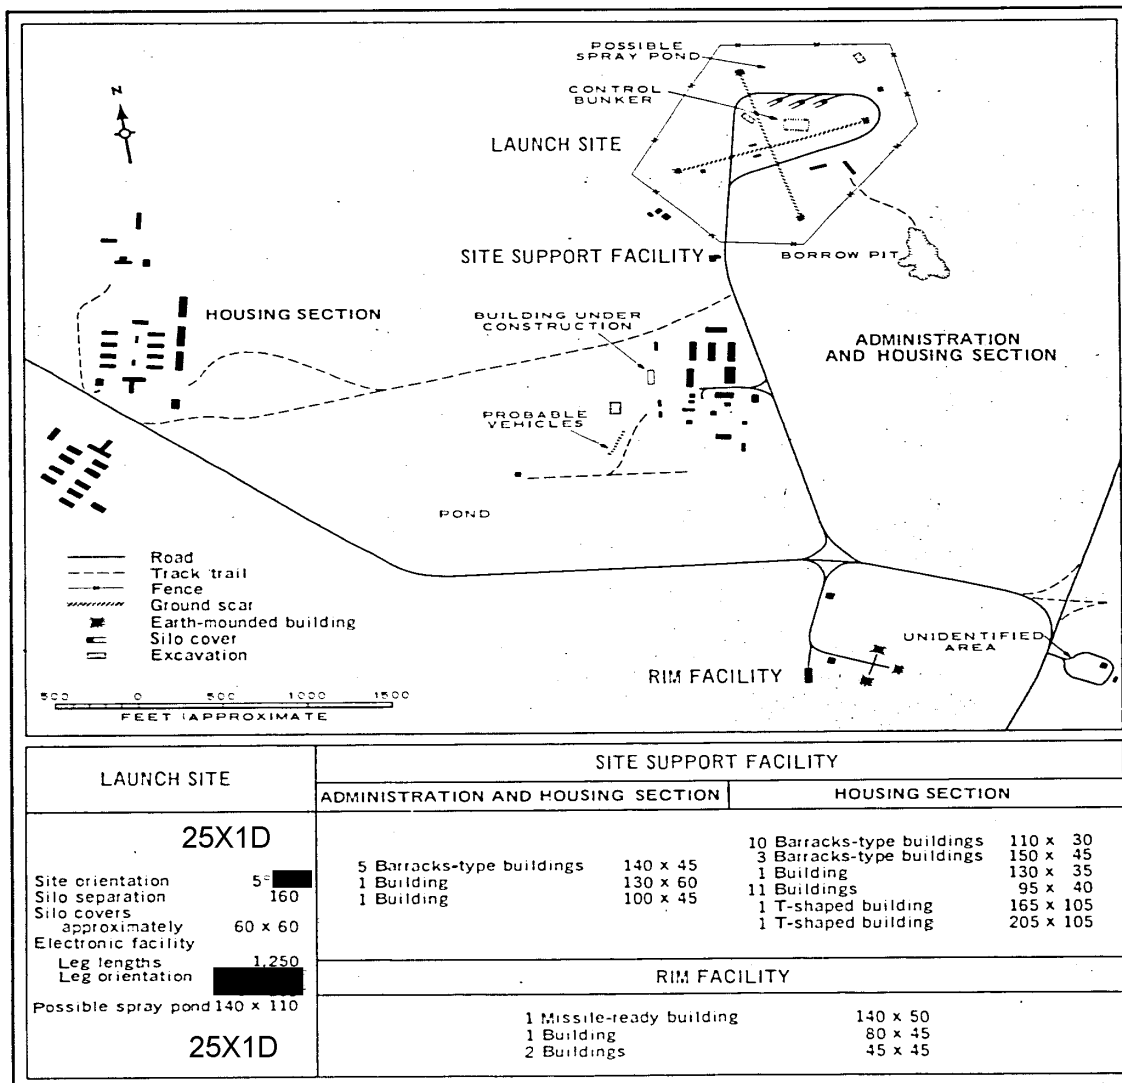 POSSIBLE
SPRAY POND
CONTROL
BUNKER
N
LAUNCH SITE
SITE SUPPORT FACILITY
BORROW PIT
HOUSING SECTION
BUILDING UNDER
CONSTRUCTION
ADMINISTRATION
AND HOUSING SECTION
PROBABLE
VEHICLES
POND
Road
Track trail
Fence
Ground scar
Earth-mounded building
Silo cover
Excavation
UNIDENTIFIED
AREA
RIM FACILITY
500 0 500 1000 1500
FEET (APPROXIMATE
LAUNCH SITE
25X1D
Site orientation 5°
Silo separation 160
Silo covers
approximately 60 x 60
Electronic facility
Leg lengths 1,250
Leg orientation
Possible spray pond 140 x 110
25X1D
SITE SUPPORT FACILITY
ADMINISTRATION AND HOUSING SECTION
5 Barracks-type buildings 140 x 45
1 Building 130 x 60
1 Building 100 x 45
HOUSING SECTION
10 Barracks-type buildings 110 x 30
3 Barracks-type buildings 150 x 45
1 Building 130 x 35
11 Buildings 95 x 40
1 T-shaped building 165 x 105
1 T-shaped building 205 x 105
RIM FACILITY
1 Missile-ready building 140 x 50
1 Building 80 x 45
2 Buildings 45 x 45